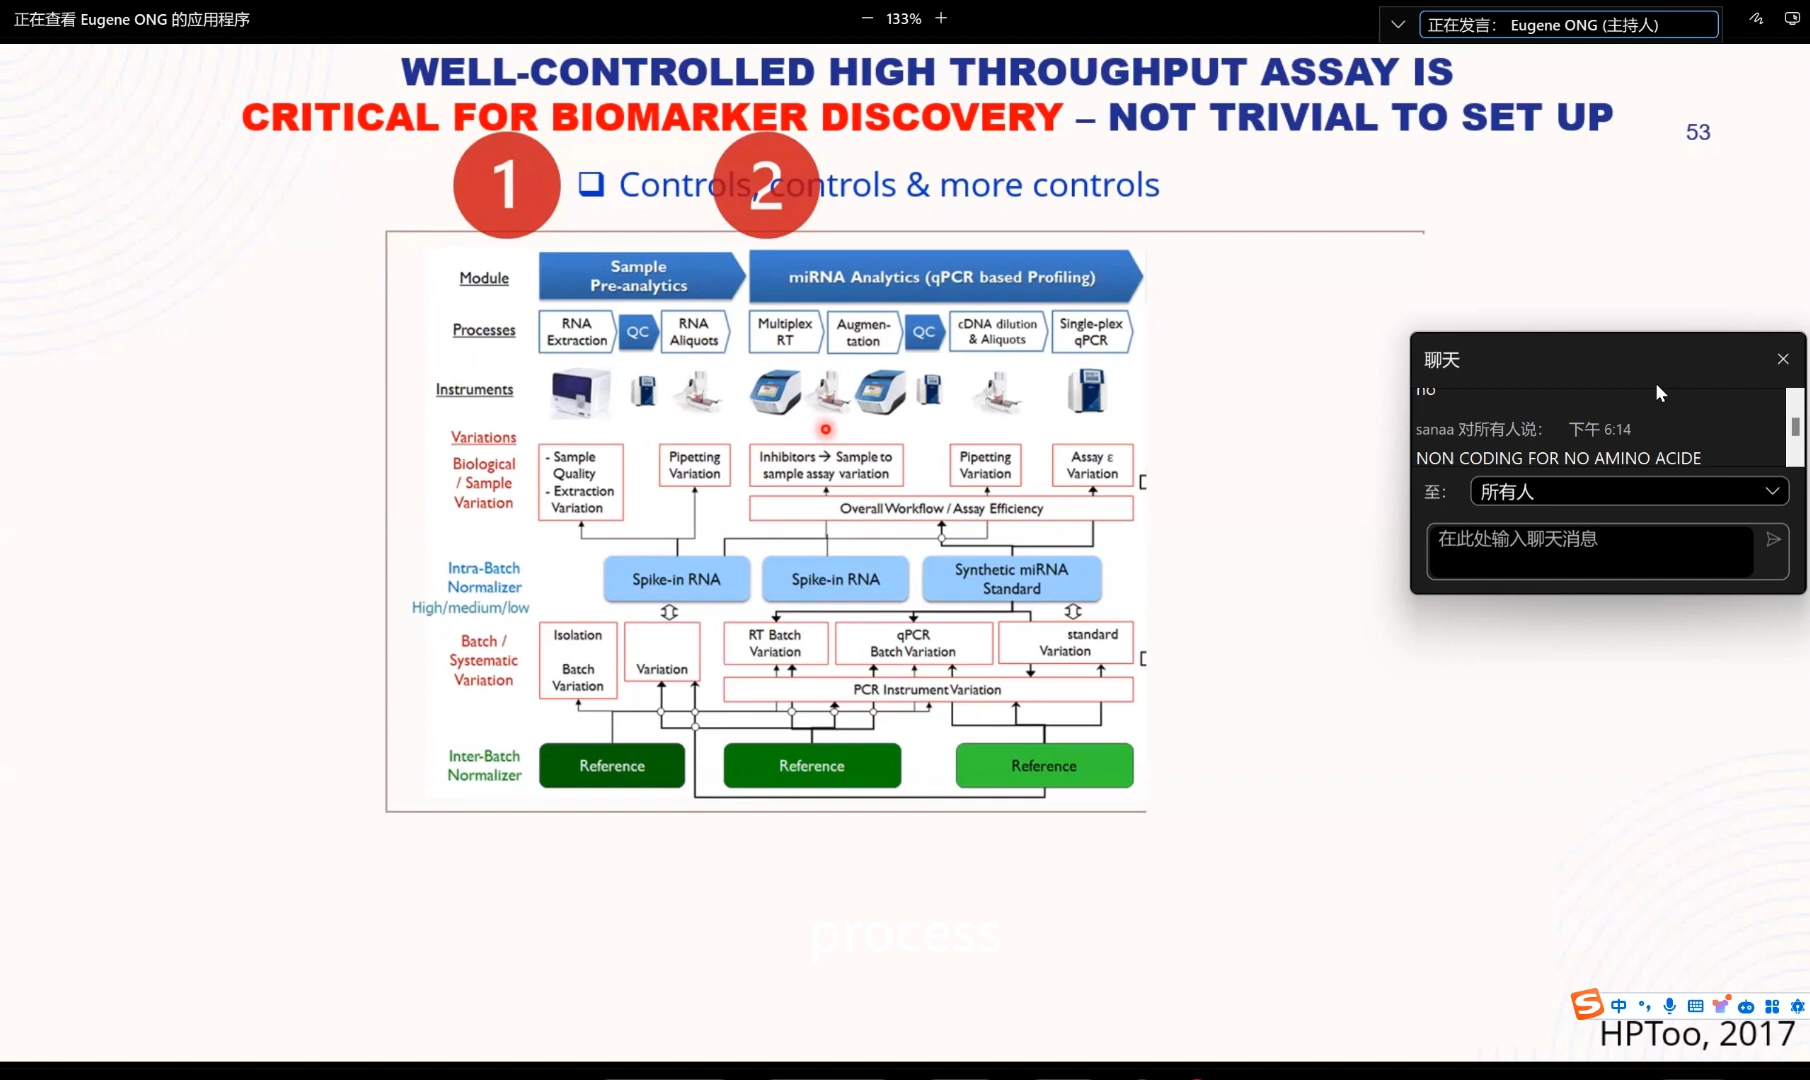 正在查看 Eugene ONG 的应用程序
133%
正在发言: Eugene ONG (主持人)
WELL-CONTROLLED HIGH THROUGHPUT ASSAY IS
CRITICAL FOR BIOMARKER DISCOVERY – NOT TRIVIAL TO SET UP
53
1
2
Controls, controls & more controls
Module
Sample
Pre-analytics
miRNA Analytics (qPCR based Profiling)
Processes
RNA
Extraction
QC
RNA
Aliquots
Multiplex
RT
Augmen-
tation
QC
cDNA dilution
& Aliquots
Single-plex
qPCR
Instruments
Variations
Biological
/ Sample
Variation
- Sample
Quality
- Extraction
Variation
Pipetting
Variation
Inhibitors → Sample to
sample assay variation
Pipetting
Variation
Assay ε
Variation
Overall Workflow / Assay Efficiency
Intra-Batch
Normalizer
High/medium/low
Spike-in RNA
Spike-in RNA
Synthetic miRNA
Standard
Batch /
Systematic
Variation
Isolation
Batch
Variation
Variation
RT Batch
Variation
qPCR
Batch Variation
standard
Variation
PCR Instrument Variation
Inter-Batch
Normalizer
Reference
Reference
Reference
process
HPToo, 2017
聊天
no
sanaa 对所有人说: 下午 6:14
NON CODING FOR NO AMINO ACIDE
至: 所有人
在此处输入聊天消息
中